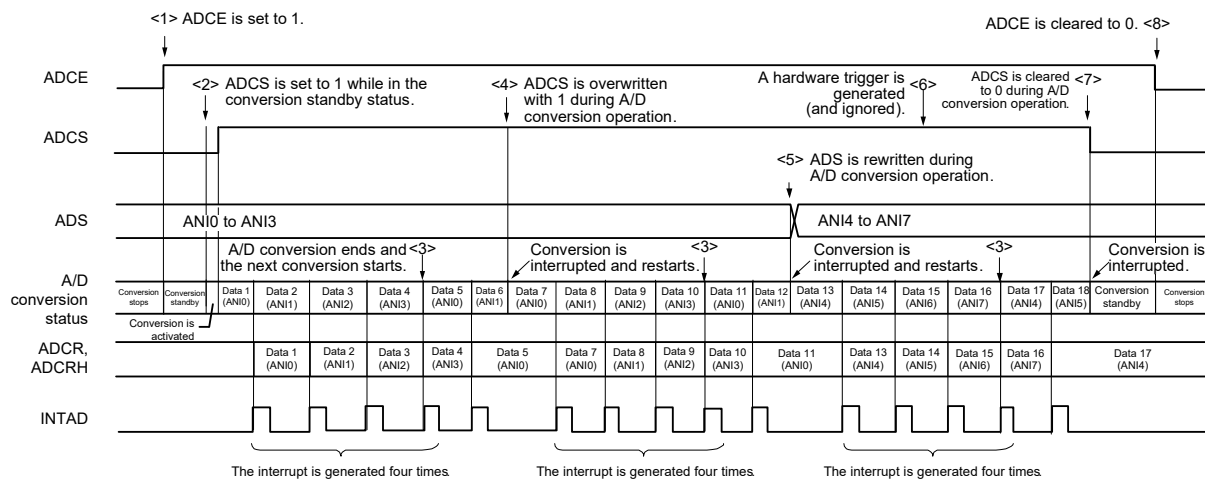 <1> ADCE is set to 1.
ADCE is cleared to 0. <8>
ADCE
<2> ADCS is set to 1 while in the
conversion standby status.
<4> ADCS is overwritten
with 1 during A/D
conversion operation.
A hardware trigger is <6>
generated
(and ignored).
ADCS is cleared <7>
to 0 during A/D
conversion operation.
ADCS
<5> ADS is rewritten during
A/D conversion operation.
ADS
ANI0 to ANI3
ANI4 to ANI7
A/D conversion ends and <3>
the next conversion starts.
Conversion is <3>
interrupted and restarts.
Conversion is <3>
interrupted and restarts.
Conversion is
interrupted.
A/D
conversion
status
Conversion
stops
Conversion
standby
Data 1
(ANI0)
Data 2
(ANI1)
Data 3
(ANI2)
Data 4
(ANI3)
Data 5
(ANI0)
Data 6
(ANI1)
Data 7
(ANI0)
Data 8
(ANI1)
Data 9
(ANI2)
Data 10
(ANI3)
Data 11
(ANI0)
Data 12
(ANI1)
Data 13
(ANI4)
Data 14
(ANI5)
Data 15
(ANI6)
Data 16
(ANI7)
Data 17
(ANI4)
Data 18
(ANI5)
Conversion
standby
Conversion
stops
Conversion is
activated
ADCR,
ADCRH
Data 1
(ANI0)
Data 2
(ANI1)
Data 3
(ANI2)
Data 4
(ANI3)
Data 5
(ANI0)
Data 7
(ANI0)
Data 8
(ANI1)
Data 9
(ANI2)
Data 10
(ANI3)
Data 11
(ANI0)
Data 13
(ANI4)
Data 14
(ANI5)
Data 15
(ANI6)
Data 16
(ANI7)
Data 17
(ANI4)
INTAD
The interrupt is generated four times.
The interrupt is generated four times.
The interrupt is generated four times.